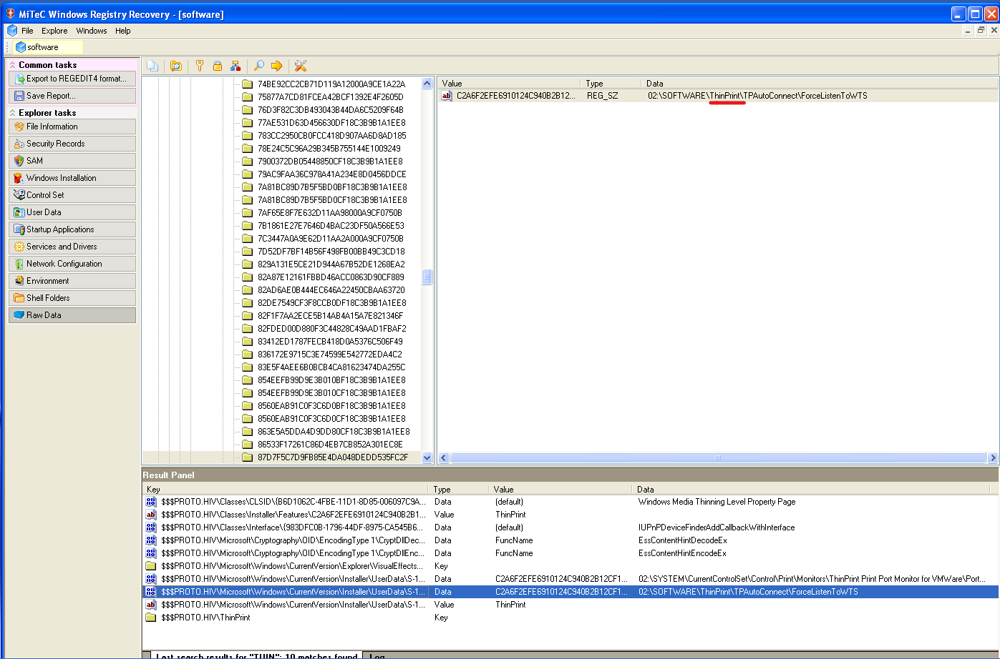 MiTeC Windows Registry Recovery - [software]
File Explore Windows Help
software
Common tasks
Export to REGEDIT4 format...
Save Report...
Explorer tasks
File Information
Security Records
SAM
Windows Installation
Control Set
User Data
Startup Applications
Services and Drivers
Network Configuration
Environment
Shell Folders
Raw Data
74BE92CC2CB71D119A12000A9CE1A22A
75877A7CD81FCEA42BCF1392E4F2605D
76D3F82C3DB493043B44DA6C5209F64B
77AE531D63D456630DF18C3B9B1A1EE8
783CC2950CB0FCC418D907AA6D8AD185
78E24C5C96A29B345B755144E1009249
7900372DB05448850CF18C3B9B1A1EE8
79AC9FAA36C978A41A234E8D0456DDCE
7A81BC89D7B5F5BD0BF18C3B9B1A1EE8
7A81BC89D7B5F5BD0CF18C3B9B1A1EE8
7AF65E8F7E632D11AA98000A9CF0750B
7B1861E27E7646D4BAC23DF50A566E53
7C3447A0A9E62D11AA2A000A9CF0750B
7D52DF7BF14B56F498FB00BB49C3CD18
829A131E5CE21D944A67B52DE1268EA2
82A87E12161FBBD46ACC0863D90CF889
82AD6AE0B444EC646A22450CBAA63720
82DE7549CF3F8CCB0DF18C3B9B1A1EE8
82F1F7AA2ECE5B14AB4A15A7E821346F
82FDED00D880F3C44828C49AAD1FBAF2
83412ED1787FECB418D0A5376C506F49
836172E9715C3E74599E542772EDA4C2
83E5F4AEE6B0BCB4CA81623474DA255C
854EEFB99D9E3B010BF18C3B9B1A1EE8
854EEFB99D9E3B010CF18C3B9B1A1EE8
8560EAB91C0F3C6D0BF18C3B9B1A1EE8
8560EAB91C0F3C6D0CF18C3B9B1A1EE8
863E5A5DDA4D9DD80CF18C3B9B1A1EE8
86533F17261C86D4EB7CB852A301EC8E
87D7F5C7D9FB85E4DA048DEDD535FC2F
Value Type Data
C2A6F2EFE6910124C940B2B12... REG_SZ 02:\SOFTWARE\ThinPrint\TPAutoConnect\ForceListenToWTS
Result Panel
Key Type Value Data
$$$PROTO.HIV\Classes\CLSID\{B6D1062C-4FBE-11D1-8D85-006097C9A... Data (default) Windows Media Thinning Level Property Page
$$$PROTO.HIV\Classes\Installer\Features\C2A6F2EFE6910124C940B2B1... Value ThinPrint
$$$PROTO.HIV\Classes\Interface\{983DFC0B-1796-44DF-8975-CA545B6... Data (default) IUPnPDeviceFinderAddCallbackWithInterface
$$$PROTO.HIV\Microsoft\Cryptography\OID\EncodingType 1\CryptDllDec... Data FuncName EssContentHintDecodeEx
$$$PROTO.HIV\Microsoft\Cryptography\OID\EncodingType 1\CryptDllEnc... Data FuncName EssContentHintEncodeEx
$$$PROTO.HIV\Microsoft\Windows\CurrentVersion\Explorer\VisualEffects... Key
$$$PROTO.HIV\Microsoft\Windows\CurrentVersion\Installer\UserData\S-1... Data C2A6F2EFE6910124C940B2B12CF1... 02:\SYSTEM\CurrentControlSet\Control\Print\Monitors\ThinPrint Print Port Monitor for VMWare\Port...
$$$PROTO.HIV\Microsoft\Windows\CurrentVersion\Installer\UserData\S-1... Data C2A6F2EFE6910124C940B2B12CF1... 02:\SOFTWARE\ThinPrint\TPAutoConnect\ForceListenToWTS
$$$PROTO.HIV\Microsoft\Windows\CurrentVersion\Installer\UserData\S-1... Value ThinPrint
$$$PROTO.HIV\ThinPrint Key
Last search results for "THIN": 10 matches found Log